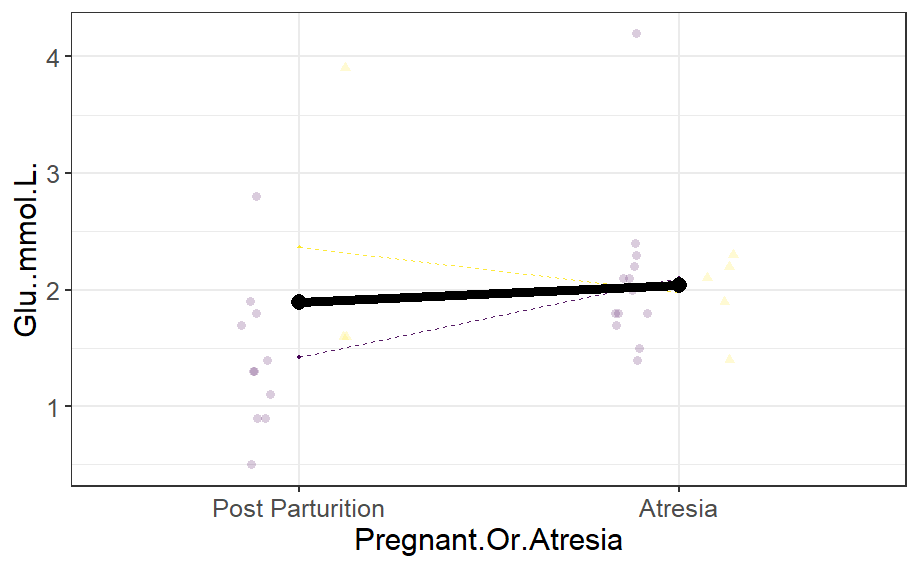 4
3
2
1
Glu..mmol.L.
Post Parturition
Atresia
Pregnant.Or.Atresia